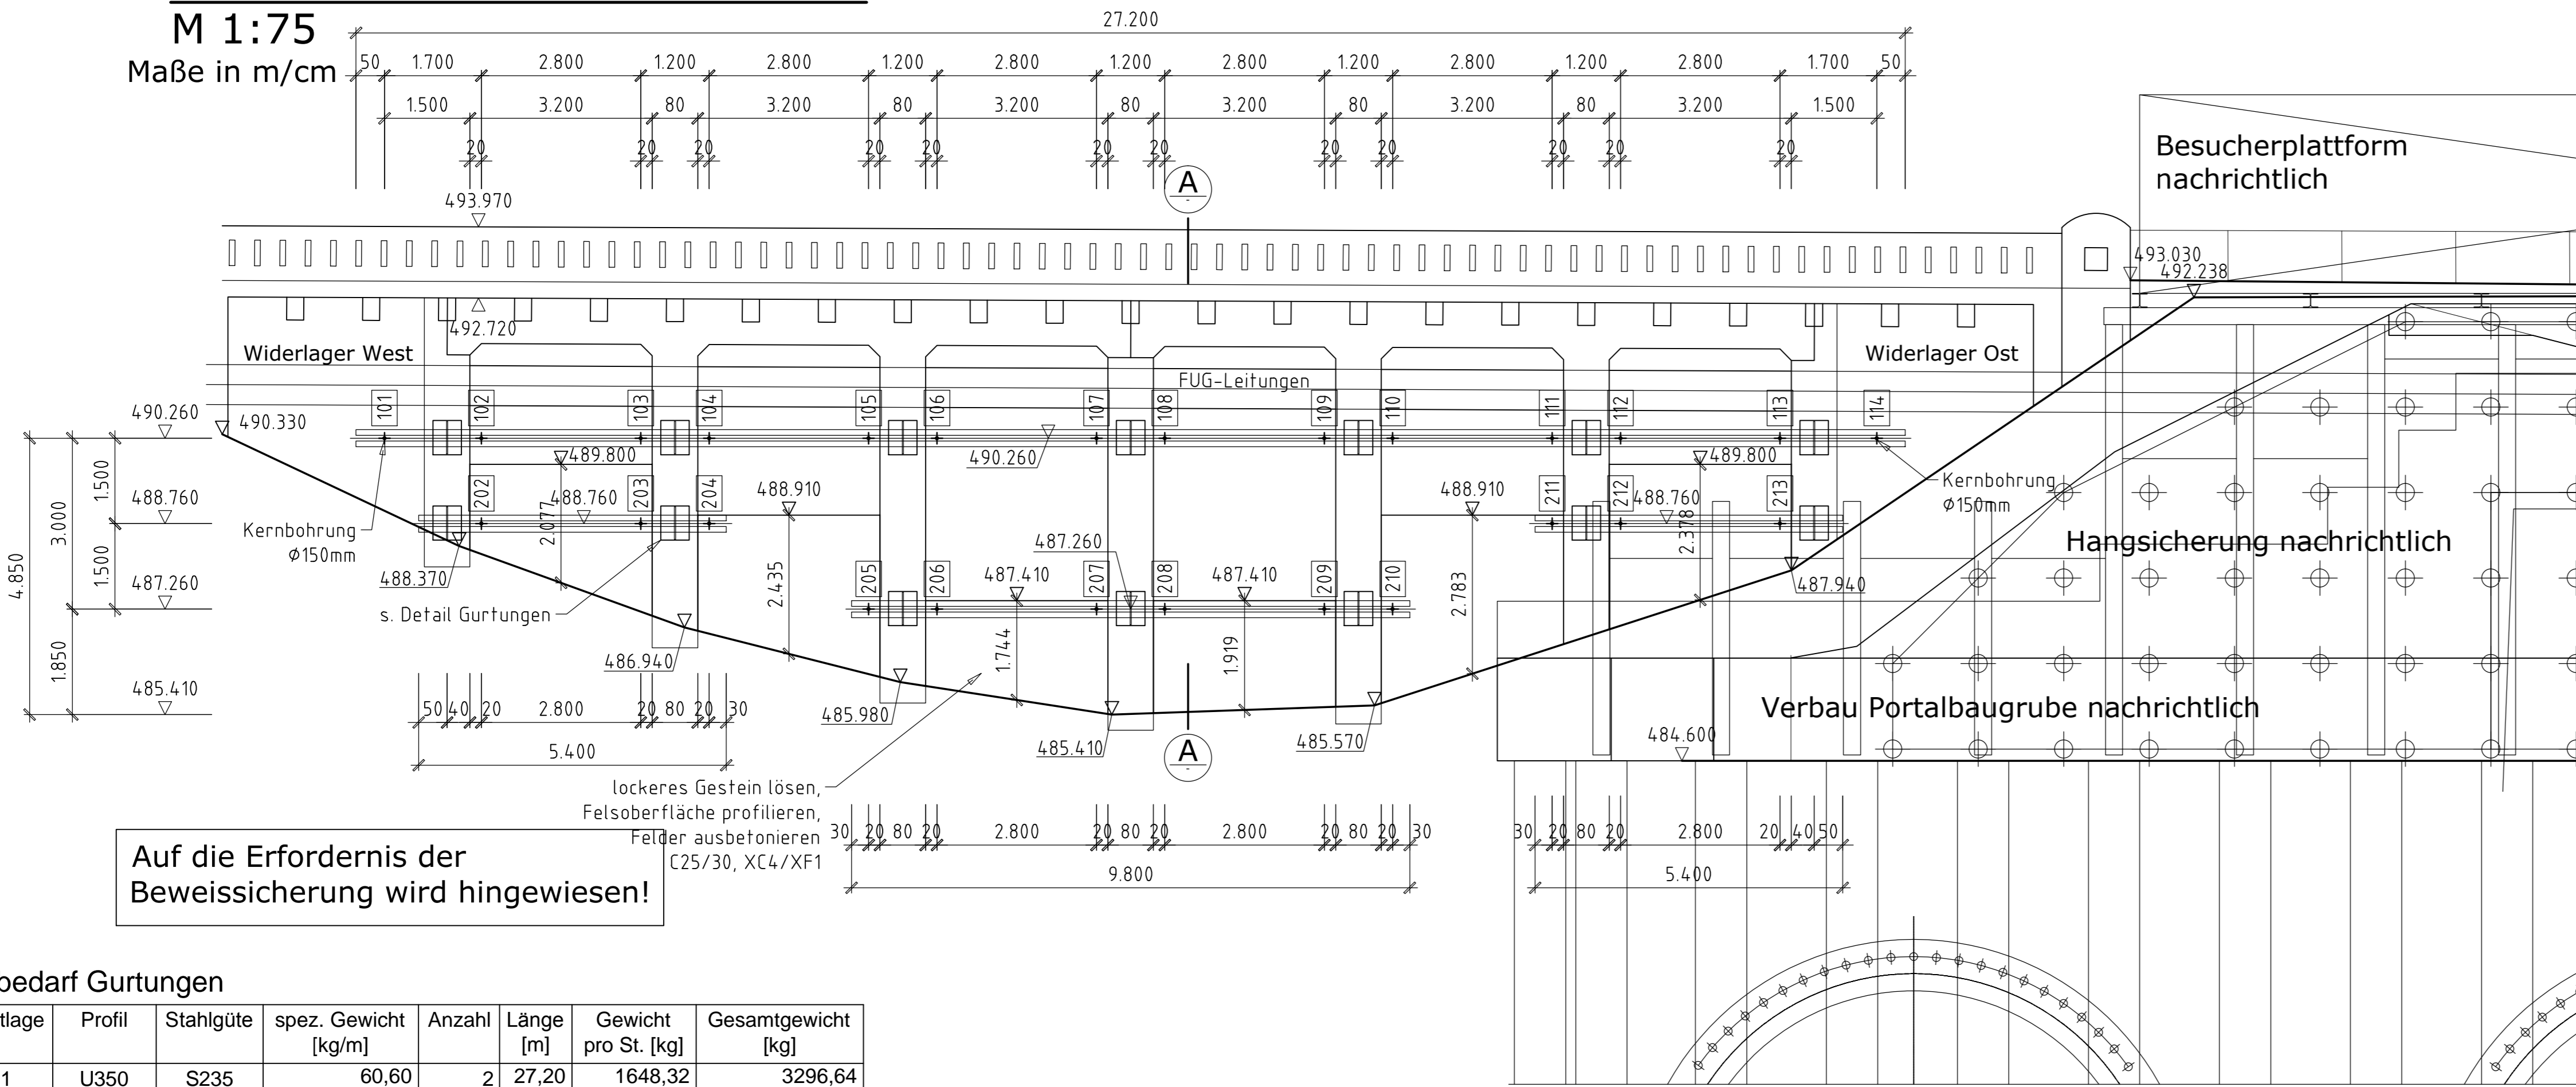 M 1:75
Maße in m/cm
27.200
50 1.700 2.800 1.200 2.800 1.200 2.800 1.200 2.800 1.200 2.800 1.200 2.800 1.700 50
1.500 3.200 80 3.200 80 3.200 80 3.200 80 3.200 80 3.200 1.500
20 20 20 20 20 20 20 20 20 20 20 20
A
-
493.970
Besucherplattform
nachrichtlich
493.030
492.238
492.720
Widerlager West
Widerlager Ost
FUG-Leitungen
101 102 103 104 105 106 107 108 109 110 111 112 113 114
490.260
490.330
490.260
489.800
489.800
488.760
488.760
488.910
488.910
488.760
202 203 204
211 212 213
Kernbohrung
Ø150mm
Kernbohrung
Ø150mm
Hangsicherung nachrichtlich
4.850
3.000
1.500
1.500
1.850
487.260
485.410
2.077
2.435
1.744
1.919
2.783
2.378
487.260
487.410
487.410
205 206 207 208 209 210
488.370
s. Detail Gurtungen
486.940
485.980
485.410
485.570
487.940
Verbau Portalbaugrube nachrichtlich
484.600
50 40 20 2.800 20 80 20 30
5.400
A
-
lockeres Gestein lösen,
Felsoberfläche profilieren,
Felder ausbetonieren
C25/30, XC4/XF1
30 20 80 20 2.800 20 80 20 2.800 20 80 20 30
9.800
30 20 80 20 2.800 20 40 50
5.400
Auf die Erfordernis der
Beweissicherung wird hingewiesen!
bedarf Gurtungen
tlage Profil Stahlgüte spez. Gewicht Anzahl Länge Gewicht Gesamtgewicht
[kg/m] [m] pro St. [kg] [kg]
1 U350 S235 60,60 2 27,20 1648,32 3296,64